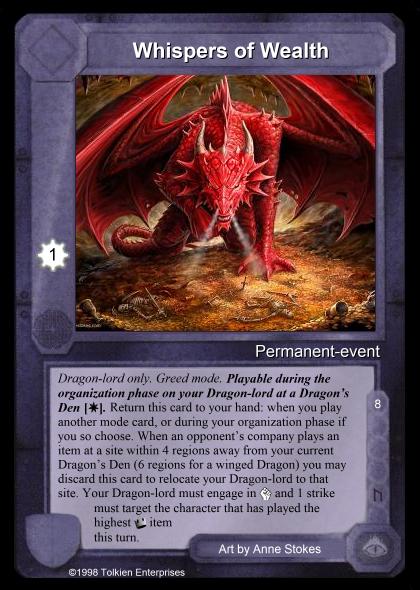 Whispers of Wealth
1
Permanent-event
Dragon-lord only. Greed mode. Playable during the
organization phase on your Dragon-lord at a Dragon's
Den [☀]. Return this card to your hand: when you play
another mode card, or during your organization phase if
you so choose. When an opponent's company plays an
item at a site within 4 regions away from your current
Dragon's Den (6 regions for a winged Dragon) you may
discard this card to relocate your Dragon-lord to that
site. Your Dragon-lord must engage in and 1 strike
must target the character that has played the
highest item
this turn.
8
Art by Anne Stokes
©1998 Tolkien Enterprises